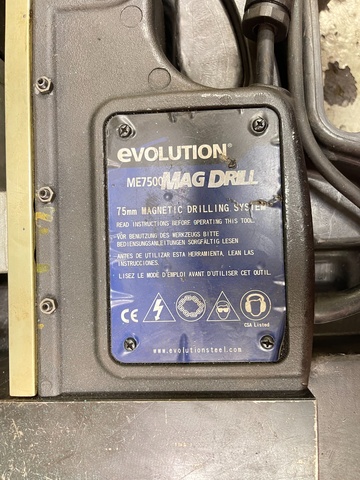 evolution®
ME7500 MAG DRILL
75mm MAGNETIC DRILLING SYSTEM
READ INSTRUCTIONS BEFORE OPERATING THIS TOOL
·VOR BENUTZUNG DES WERKZEUGS BITTE
BEDIENUNGSANLEITUNGEN SORGFÄLTIG LESEN
·ANTES DE UTILIZAR ESTA HERRAMIENTA, LEAN LAS
INSTRUCCIONES.
·LISEZ LE MODE D'EMPLOI AVANT D'UTILISER CET OUTIL.
CE
CSA Listed
www.evolutionsteel.com